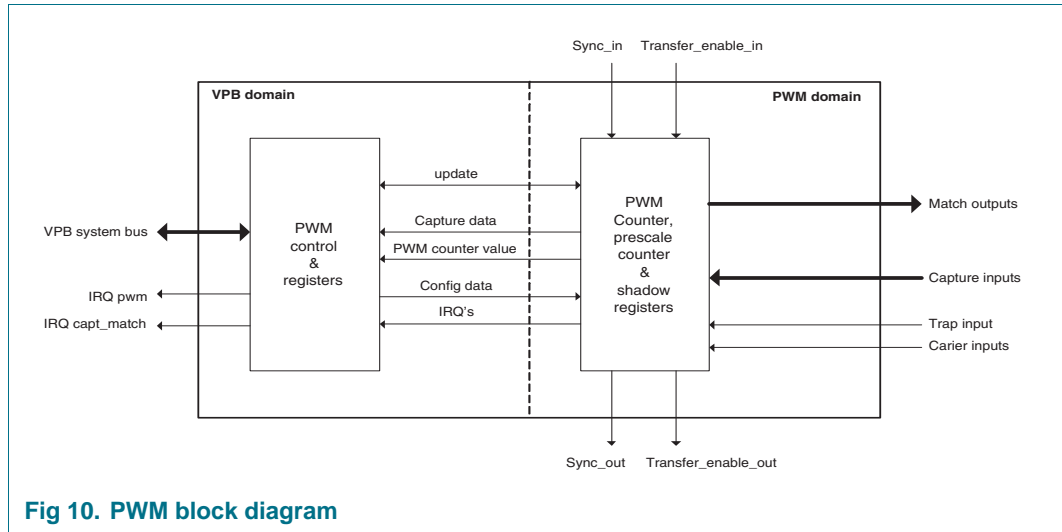 Sync_in
Transfer_enable_in
VPB domain
PWM domain
update
Capture data
PWM counter value
Config data
IRQ's
PWM
control
&
registers
PWM
Counter,
prescale
counter
&
shadow
registers
VPB system bus
IRQ pwm
IRQ capt_match
Match outputs
Capture inputs
Trap input
Carier inputs
Sync_out
Transfer_enable_out
Fig 10. PWM block diagram